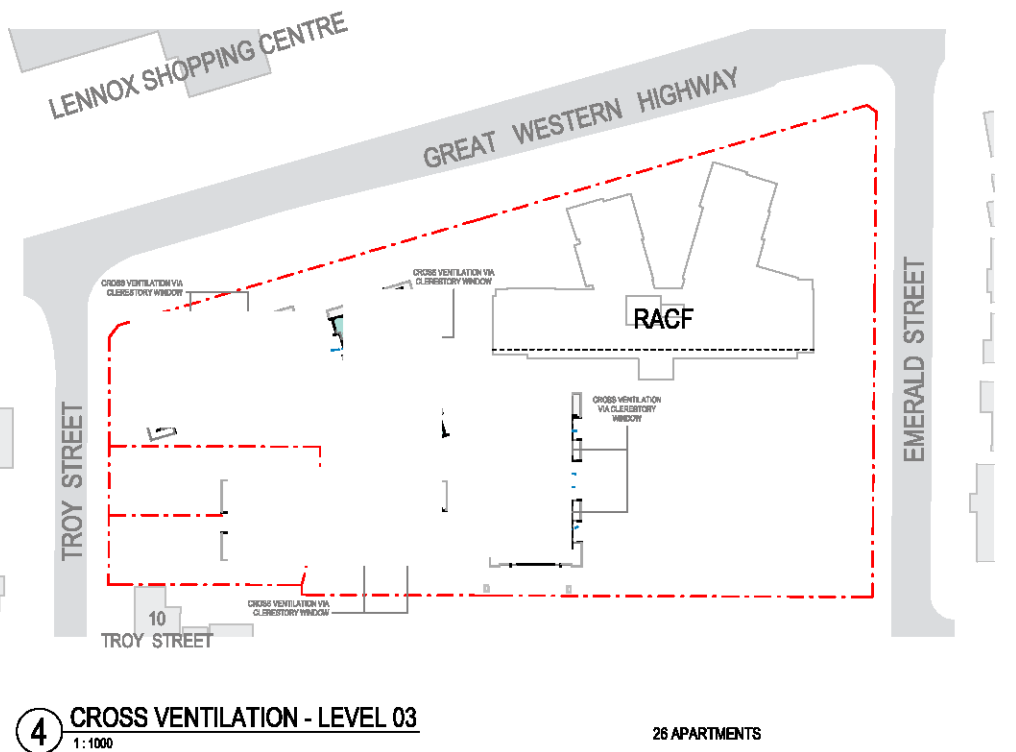 LENNOX SHOPPING CENTRE
GREAT WESTERN HIGHWAY
CROSS VENTILATION VIA
CLERESTORY WINDOW
CROSS VENTILATION VIA
CLERESTORY WINDOW
RACF
EMERALD STREET
CROSS VENTILATION
VIA CLERESTORY
WINDOW
TROY STREET
CROSS VENTILATION VIA
CLERESTORY WINDOW
10
TROY STREET
4 CROSS VENTILATION - LEVEL 03
1 : 1000
26 APARTMENTS